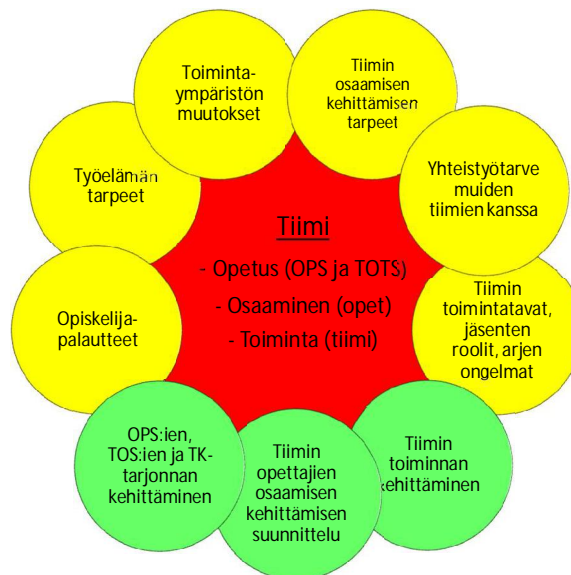 Toiminta-
ympäristön
muutokset
Tiimin
osaamisen
kehittämisen
tarpeet
Yhteistyötarve
muiden
tiimien kanssa
Työelämän
tarpeet
Tiimi
- Opetus (OPS ja TOTS)
- Osaaminen (opet)
- Toiminta (tiimi)
Tiimin
toimintatavat,
jäsenten
roolit, arjen
ongelmat
Opiskelija-
palautteet
OPS:ien,
TOS:ien ja TK-
tarjonnan
kehittäminen
Tiimin
opettajien
osaamisen
kehittämisen
suunnittelu
Tiimin
toiminnan
kehittäminen